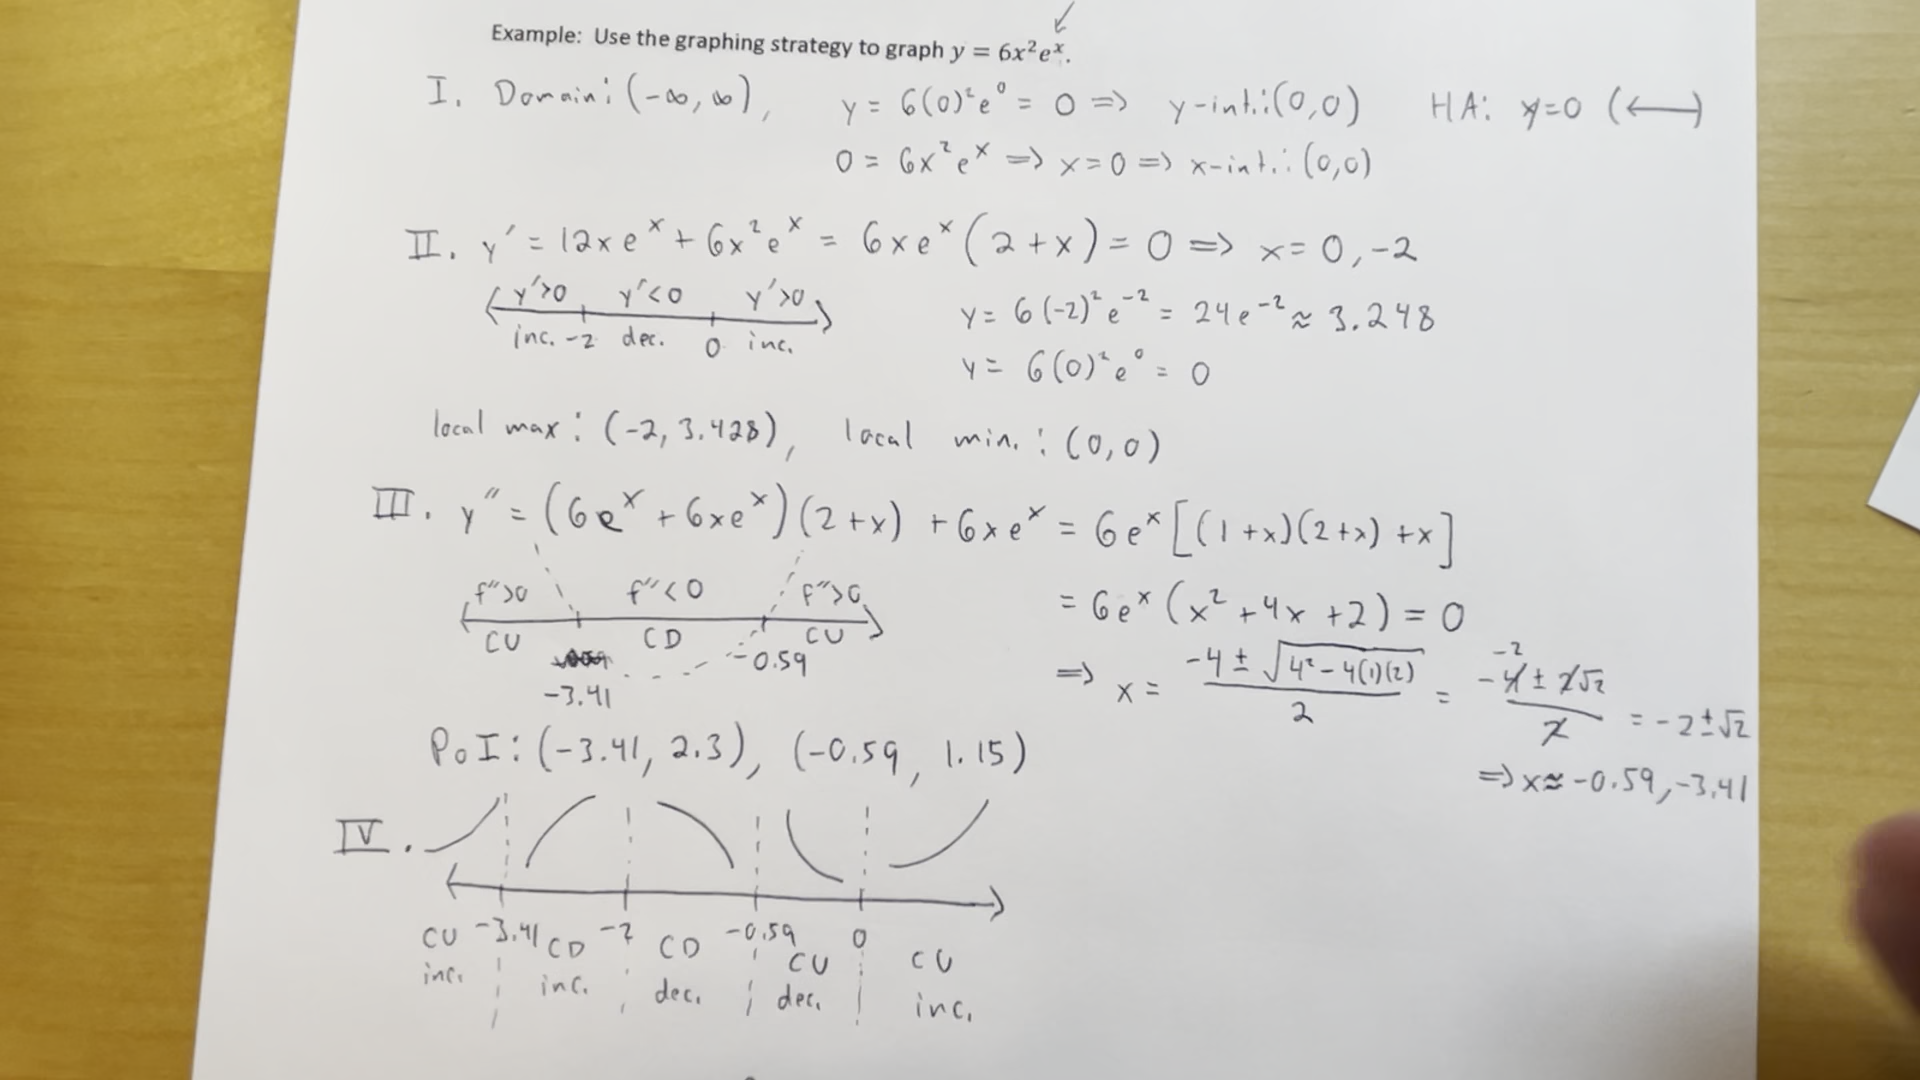 Example: Use the graphing strategy to graph y = 6x²eˣ.
I. Domain: (-∞, ∞), y = 6(0)²e⁰ = 0 => y-int.: (0,0) HA: y=0 (←)
0 = 6x²eˣ => x=0 => x-int.: (0,0)
II. y' = 12xeˣ + 6x²eˣ = 6xeˣ(2+x) = 0 => x=0,-2
y'>0 y'<0 y'>0
inc. -2 dec. 0 inc.
y = 6(-2)²e⁻² = 24e⁻² ≈ 3.248
y = 6(0)²e⁰ = 0
local max: (-2, 3.428), local min.: (0,0)
III. y'' = (6eˣ + 6xeˣ)(2+x) + 6xeˣ = 6eˣ[(1+x)(2+x)+x]
f''>0 f''<0 f''>0
CU CD CU
-3.41 -0.59
= 6eˣ(x²+4x+2) = 0
=> x = (-4 ± √(4²-4(1)(2)))/2 = (-4 ± 2√2)/2 = -2±√2
-2
=> x≈ -0.59, -3.41
PoI: (-3.41, 2.3), (-0.59, 1.15)
IV.
-3.41 -2 -0.59 0
CU CD CD CU CU
inc. inc. dec. dec. inc.